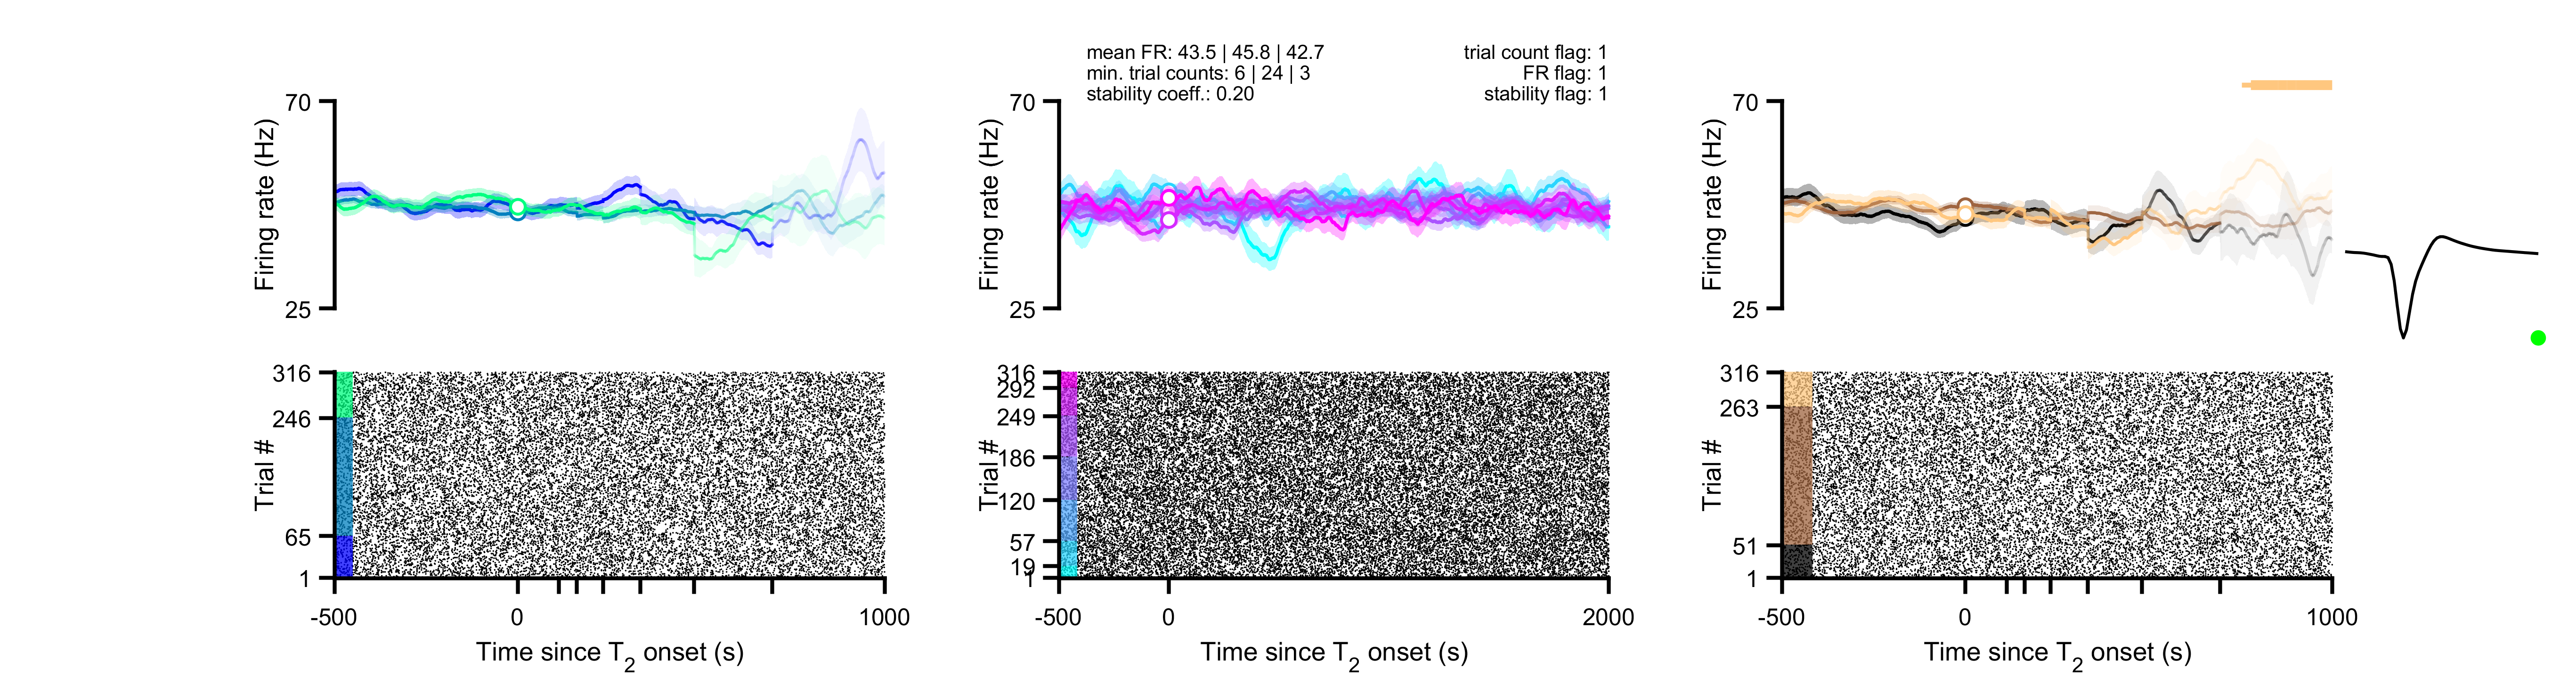 mean FR: 43.5 | 45.8 | 42.7
min. trial counts: 6 | 24 | 3
stability coeff.: 0.20
trial count flag: 1
FR flag: 1
stability flag: 1
70
Firing rate (Hz)
25
316
246
Trial #
65
1
-500
0
1000
Time since T2 onset (s)
70
Firing rate (Hz)
25
316
292
249
Trial #
186
120
57
19
1
-500
0
2000
Time since T2 onset (s)
70
Firing rate (Hz)
25
316
263
Trial #
51
1
-500
0
1000
Time since T2 onset (s)